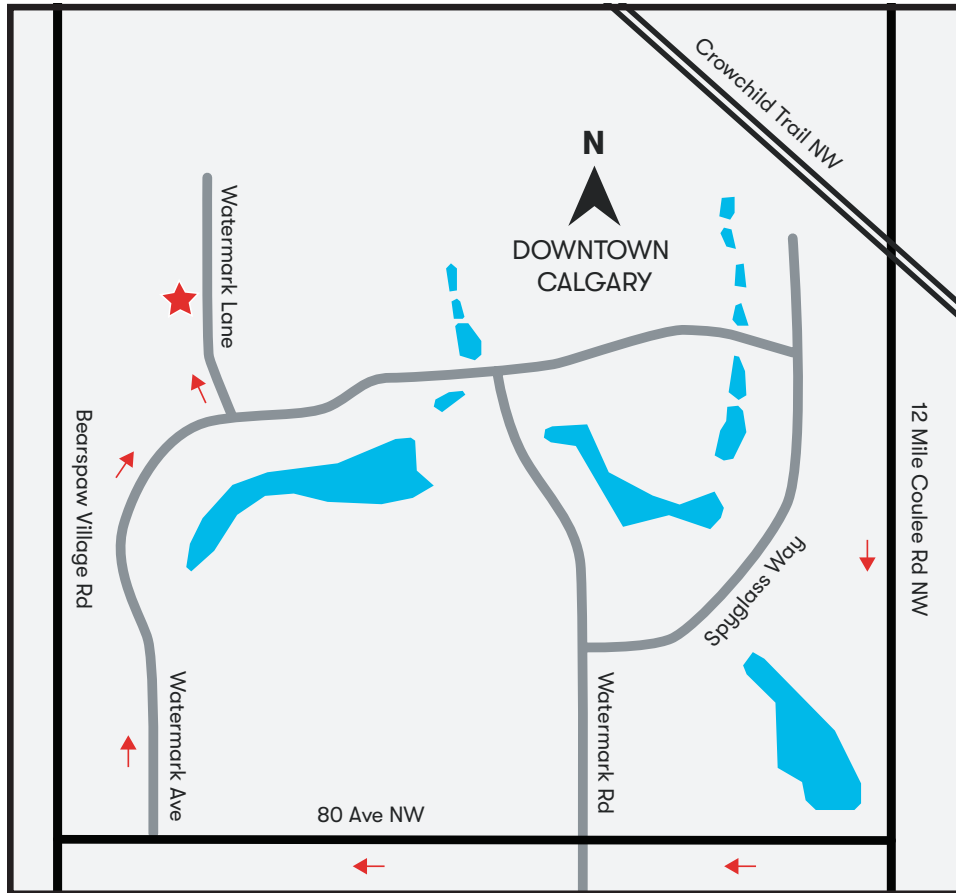 Crowchild Trail NW
N
DOWNTOWN
CALGARY
Watermark Lane
Bearspaw Village Rd
12 Mile Coulee Rd NW
Spyglass Way
Watermark Ave
Watermark Rd
80 Ave NW